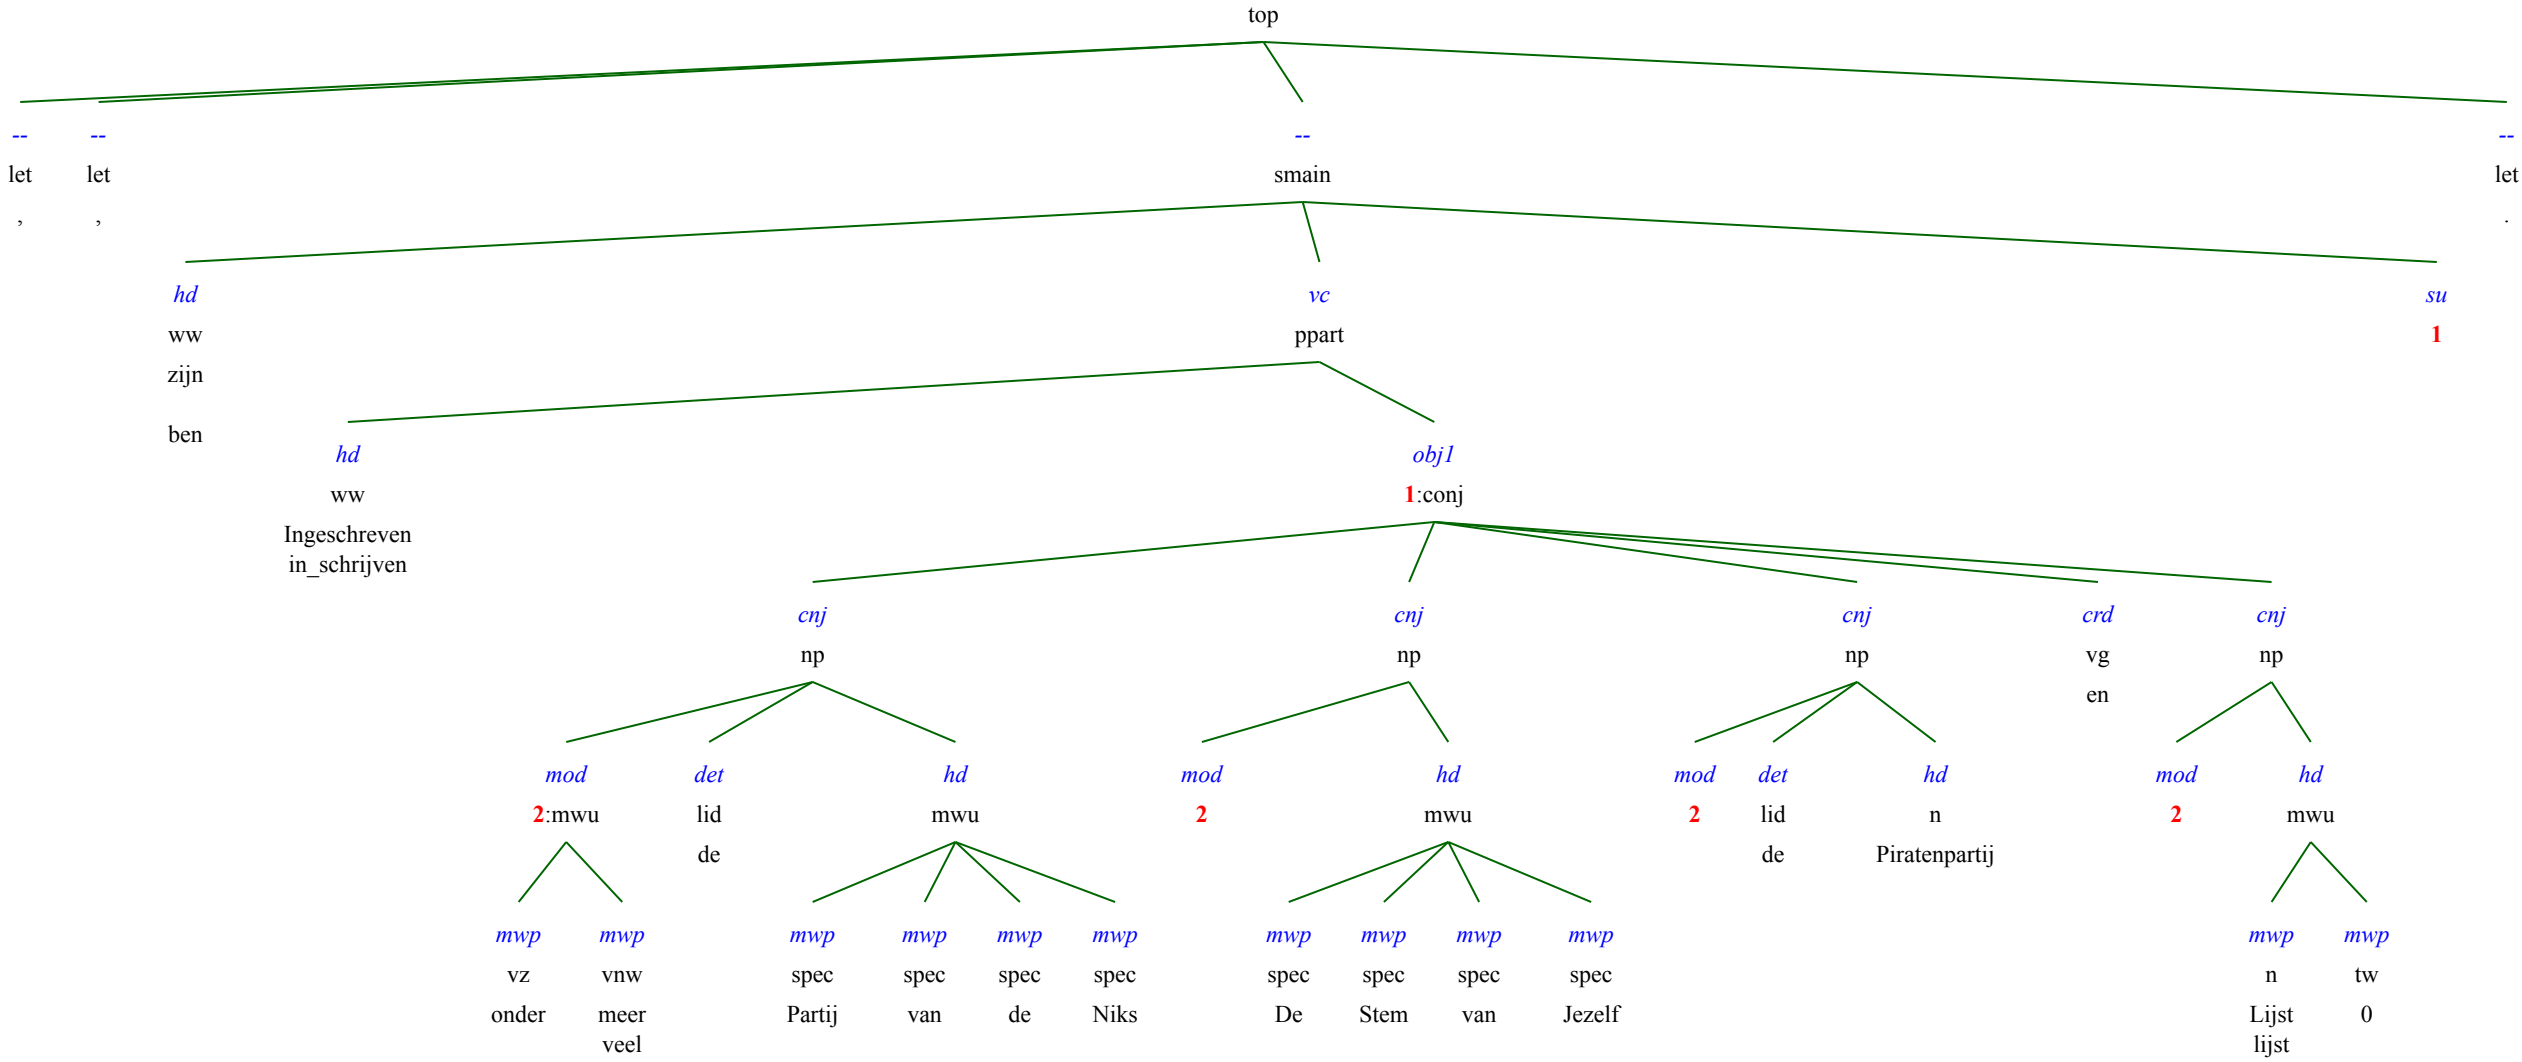 top
-- -- -- --
let let smain let
, , .
hd vc su
ww ppart 1
zijn
ben
hd obj1
ww 1:conj
Ingeschreven
in_schrijven
cnj cnj cnj crd cnj
np np np vg np
en
mod det hd mod hd mod det hd mod hd
2:mwu lid mwu 2 mwu 2 lid n 2 mwu
de de Piratenpartij
mwp mwp mwp mwp mwp mwp mwp mwp mwp mwp mwp mwp
vz vnw spec spec spec spec spec spec spec spec n tw
onder meer Partij van de Niks De Stem van Jezelf Lijst 0
veel lijst